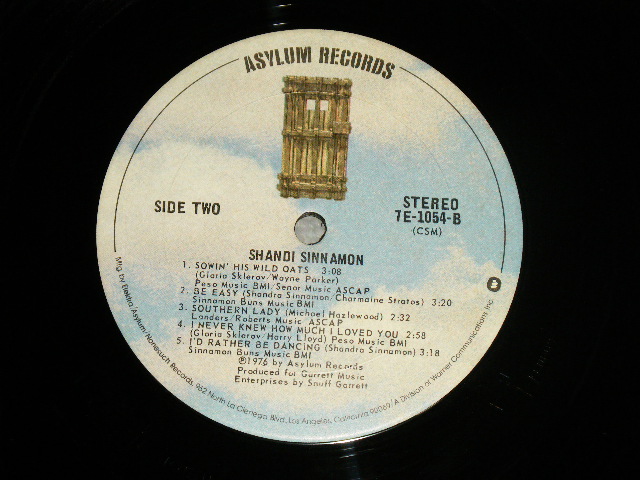 ASYLUM RECORDS
SIDE TWO
STEREO
7E-1054-B
(CSM)
SHANDI SINNAMON
1. SOWIN' HIS WILD OATS 3:08
(Gloria Sklerov/Wayne Parker)
Peso Music BMI/Senor Music ASCAP
2. BE EASY (Shandra Sinnamon/Charmaine Stratos) 3:20
Sinnamon Buns Music BMI
3. SOUTHERN LADY (Michael Hazlewood) 2:32
Landers/Roberts Music ASCAP
4. I NEVER KNEW HOW MUCH I LOVED YOU 2:58
(Gloria Sklerov/Harry Lloyd) Peso Music BMI
5. I'D RATHER BE DANCING (Shandra Sinnamon) 3:18
Sinnamon Buns Music BMI
℗1976 by Asylum Records
Produced for Garrett Music
Enterprises by Snuff Garrett
Mfg. by Elektra/Asylum/Nonesuch Records, 962 North La Cienega Blvd., Los Angeles, California 90069/A Division of Warner Communications Inc.